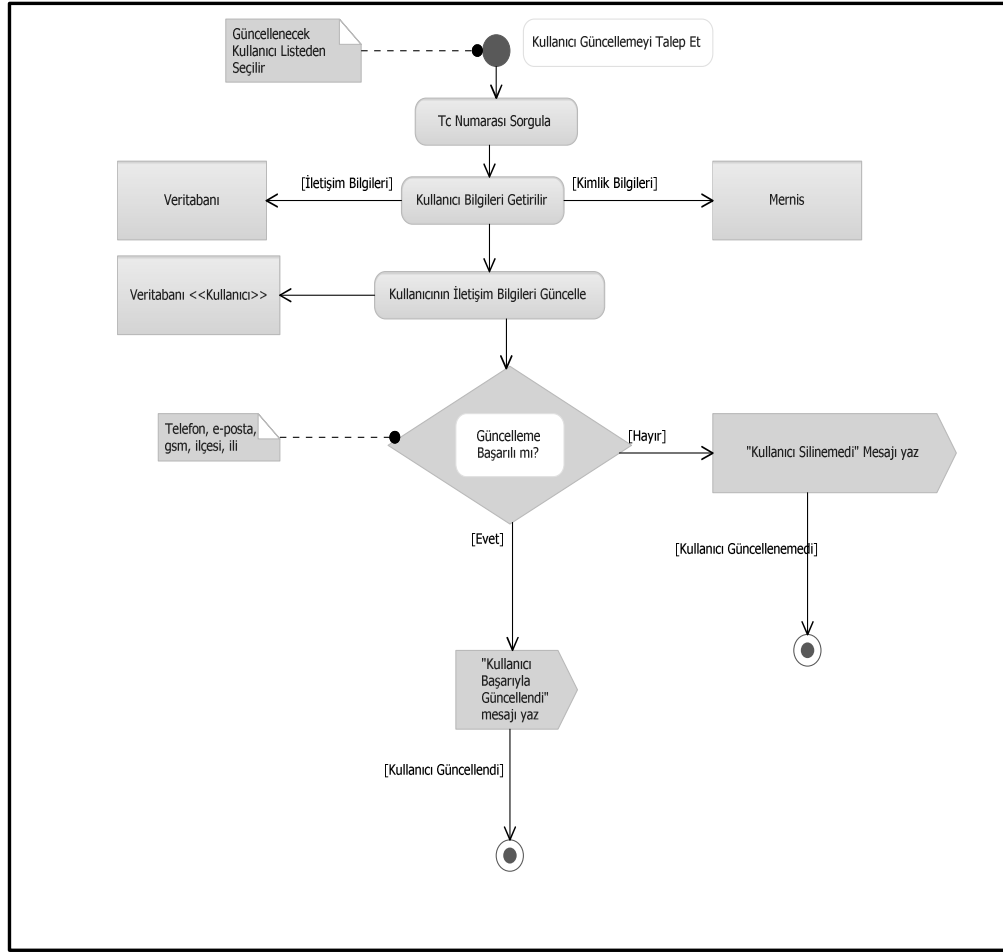 Güncellenecek
Kullanıcı Listeden
Seçilir
Kullanıcı Güncellemeyi Talep Et
Tc Numarası Sorgula
[İletişim Bilgileri]
[Kimlik Bilgileri]
Veritabanı
Kullanıcı Bilgileri Getirilir
Mernis
Veritabanı <<Kullanıcı>>
Kullanıcının İletişim Bilgileri Güncelle
Telefon, e-posta,
gsm, ilçesi, ili
Güncelleme
Başarılı mı?
[Hayır]
"Kullanıcı Silinemedi" Mesajı yaz
[Evet]
[Kullanıcı Güncellenemedi]
"Kullanıcı
Başarıyla
Güncellendi"
mesajı yaz
[Kullanıcı Güncellendi]